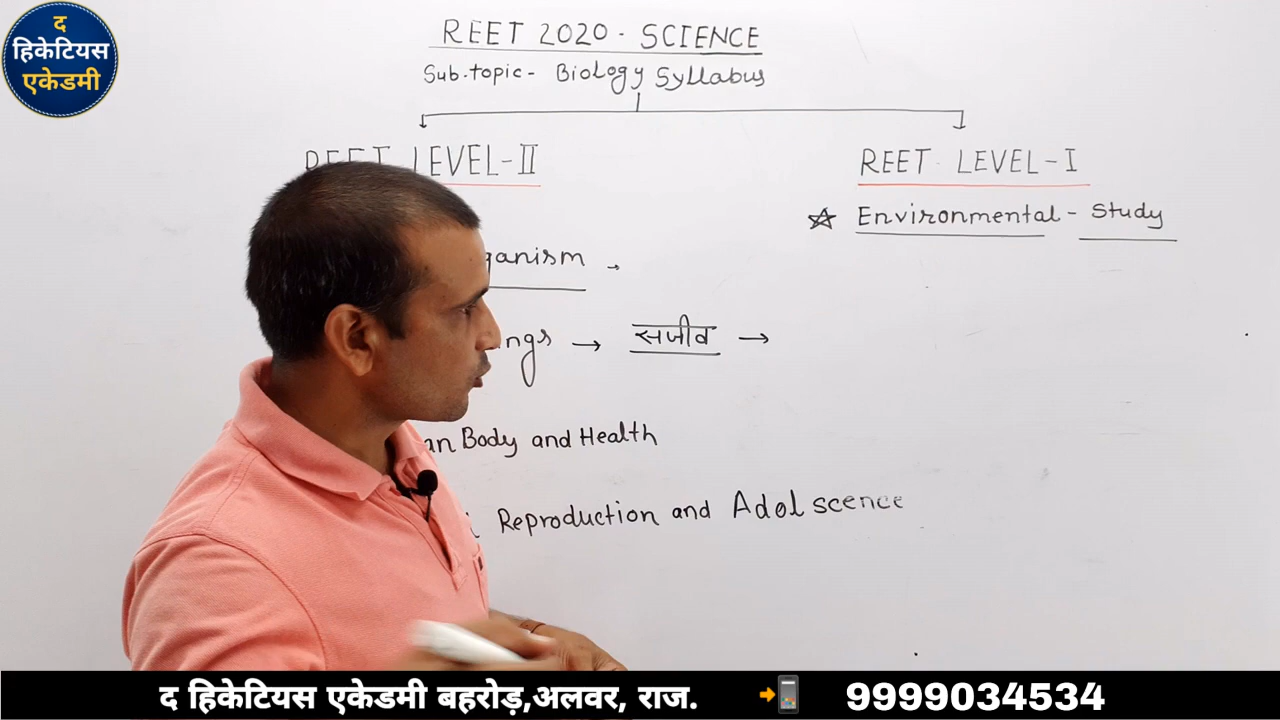 द
हिकेटियस
एकेडमी
REET 2020 - SCIENCE
Sub.topic - Biology Syllabus
REET LEVEL-II
REET LEVEL-I
☆ Environmental - Study
ganism →
ngs → सजीव →
an Body and Health
Reproduction and Adolscence
द हिकेटियस एकेडमी बहरोड़,अलवर, राज. 9999034534